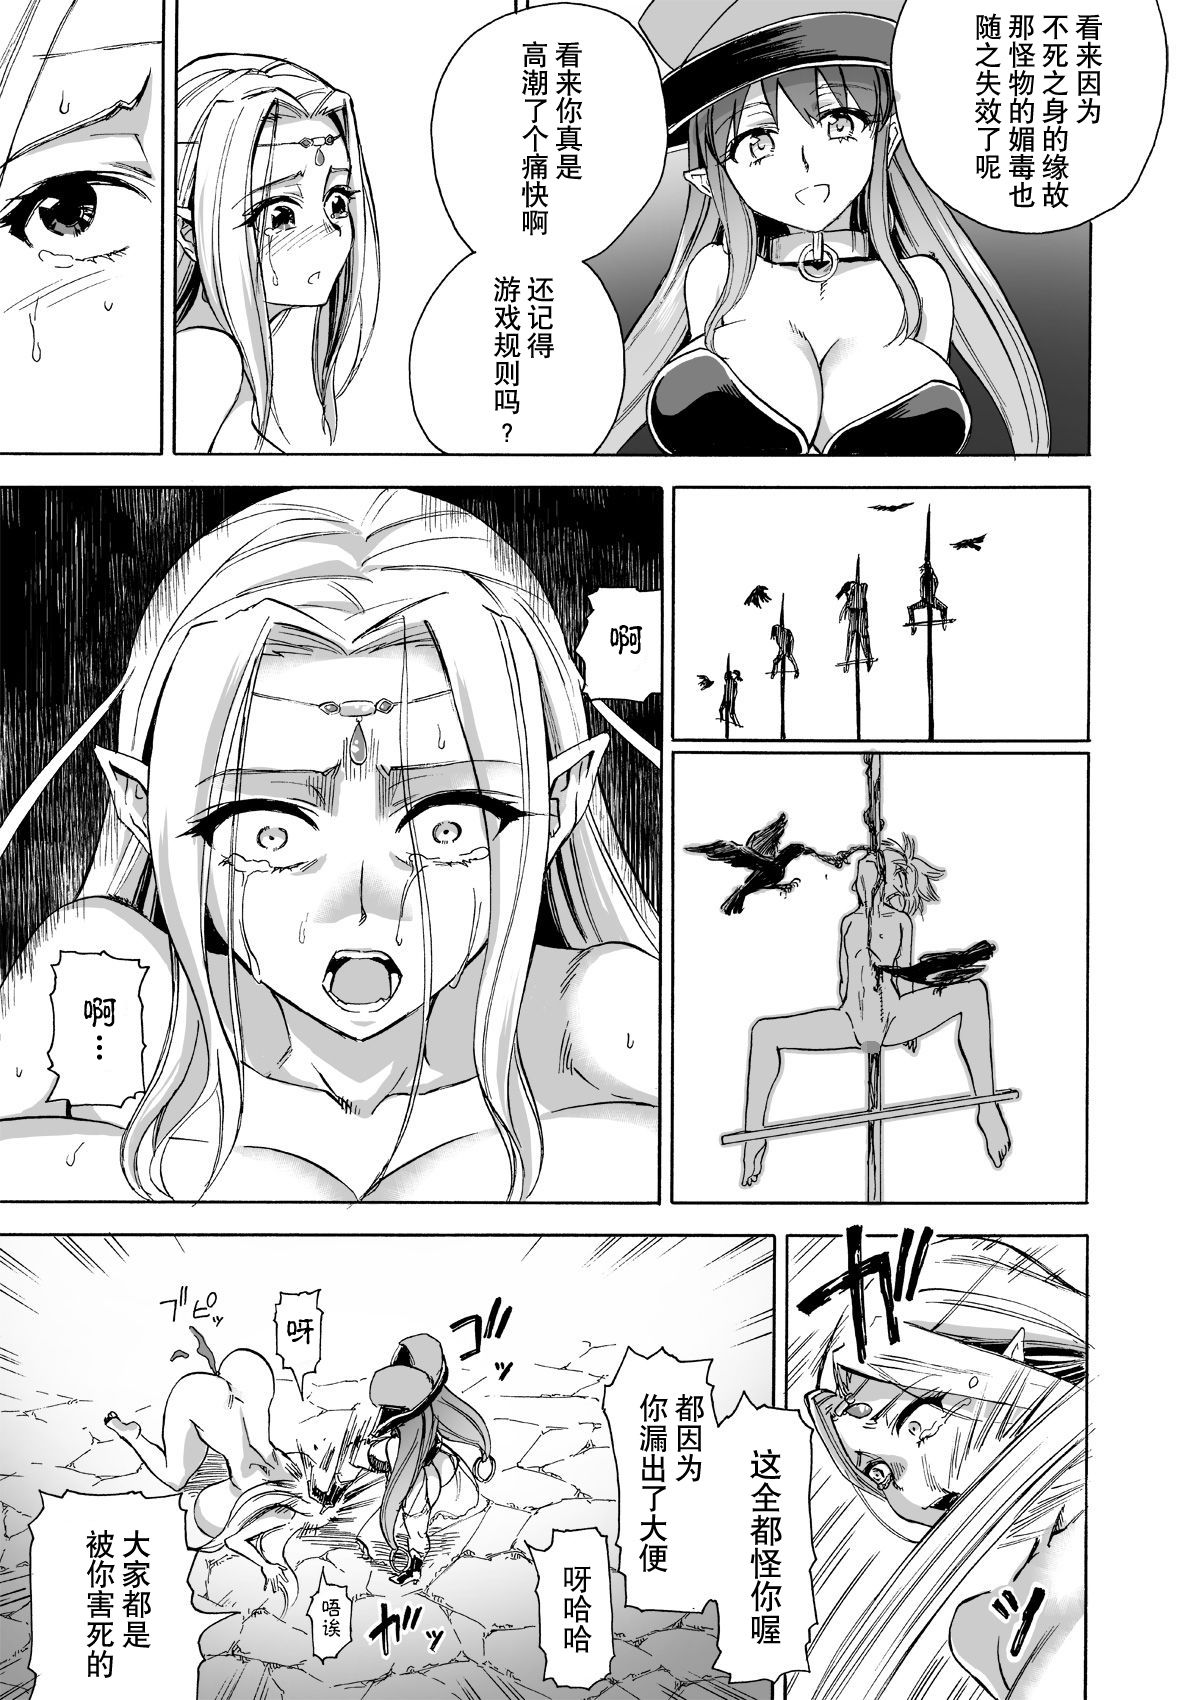 看来因为
不死之身的缘故
那怪物的媚毒也
随之失效了呢
看来你真是
高潮了个痛快啊
还记得
游戏规则吗?
啊
啊…
ガッ
这全都怪你喔
都因为
你漏出了大便
呀哈哈
ゴッ
呀
ブピッ
ガッ
唔诶
大家都是
被你害死的